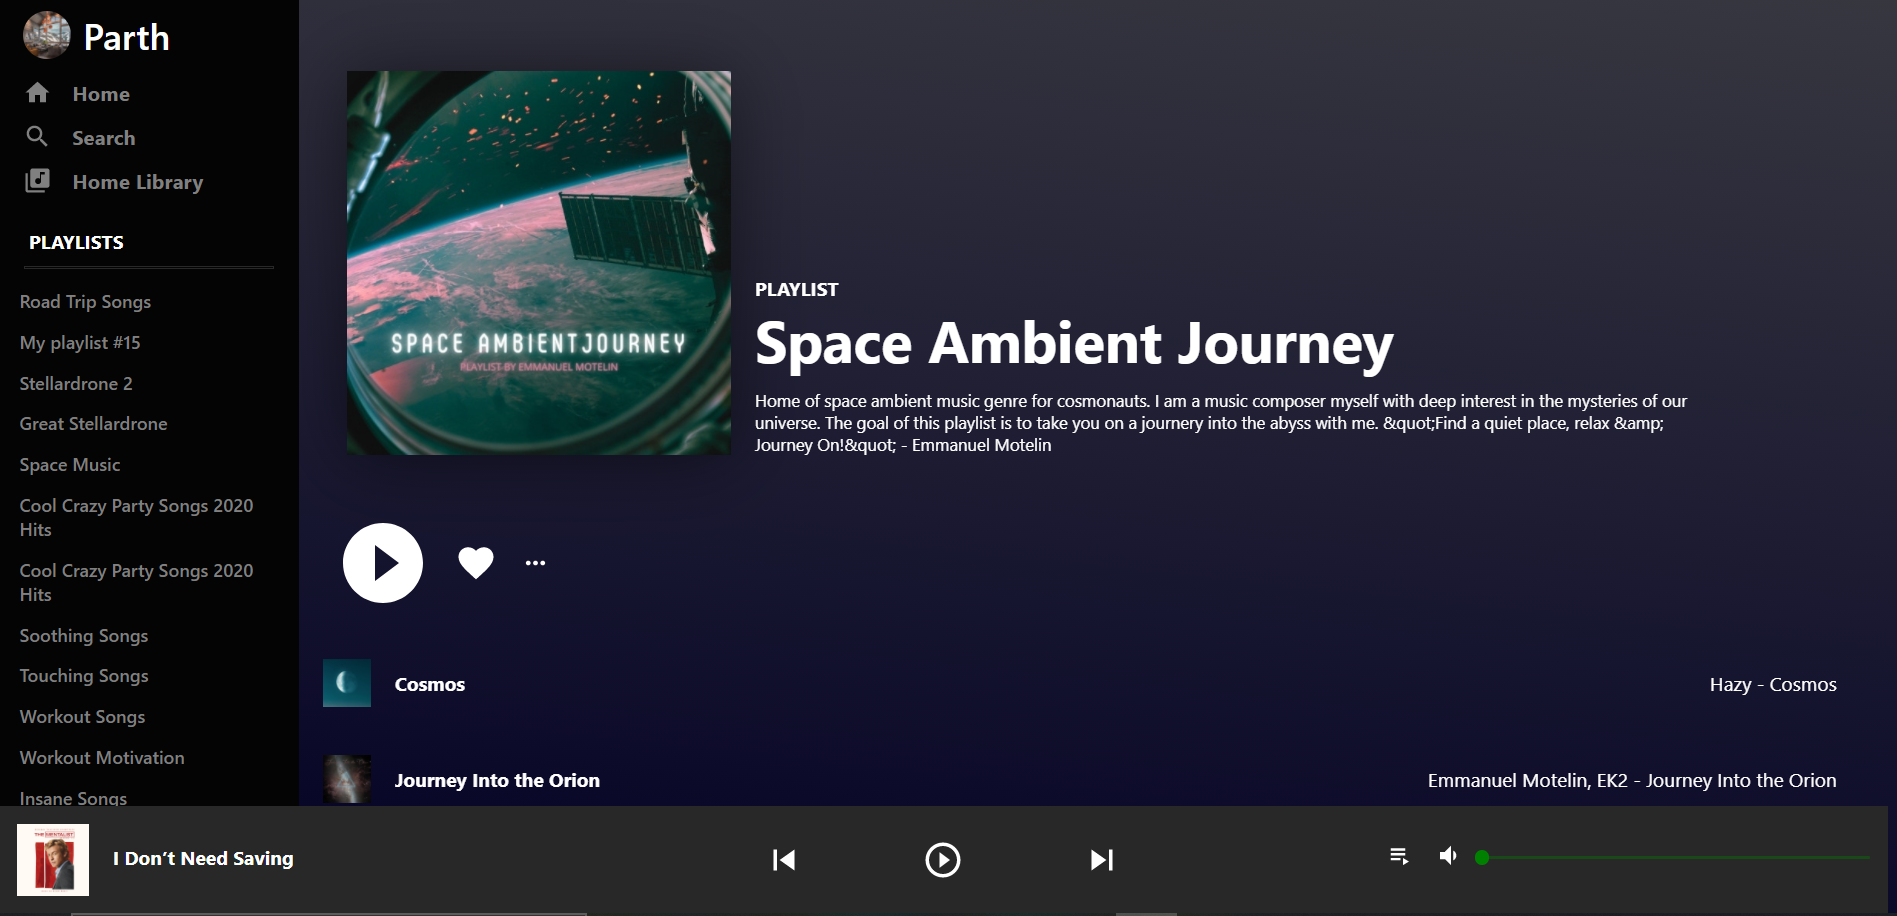 Parth
Home
Search
Home Library
PLAYLISTS
Road Trip Songs
My playlist #15
Stellardrone 2
Great Stellardrone
Space Music
Cool Crazy Party Songs 2020
Hits
Cool Crazy Party Songs 2020
Hits
Soothing Songs
Touching Songs
Workout Songs
Workout Motivation
Insane Songs
SPACE AMBIENTJOURNEY
PLAYLIST BY EMMANUEL MOTELIN
PLAYLIST
Space Ambient Journey
Home of space ambient music genre for cosmonauts. I am a music composer myself with deep interest in the mysteries of our
universe. The goal of this playlist is to take you on a journery into the abyss with me. &quot;Find a quiet place, relax &amp;
Journey On!&quot; - Emmanuel Motelin
Cosmos
Hazy - Cosmos
Journey Into the Orion
Emmanuel Motelin, EK2 - Journey Into the Orion
THE MENTALIST
I Don’t Need Saving